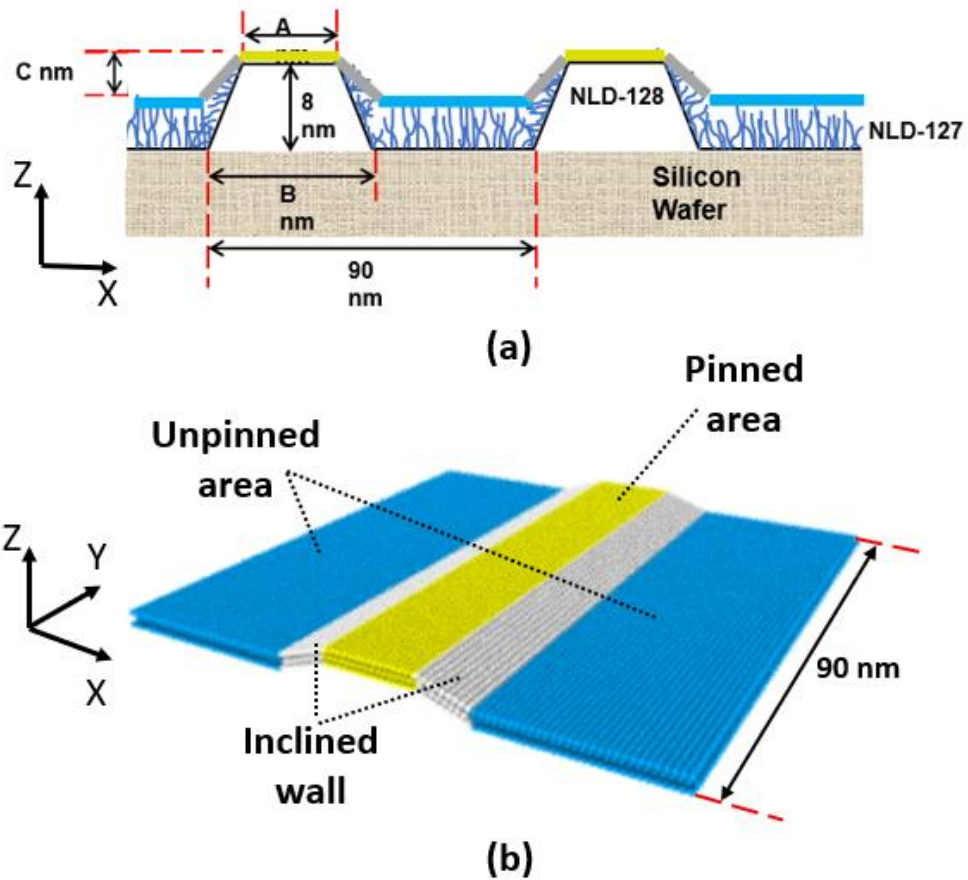 A
nm
C nm
8
nm
NLD-128
NLD-127
Z
B
nm
Silicon
Wafer
X
90
nm
(a)
Pinned
area
Unpinned
area
Z
Y
X
90 nm
Inclined
wall
(b)